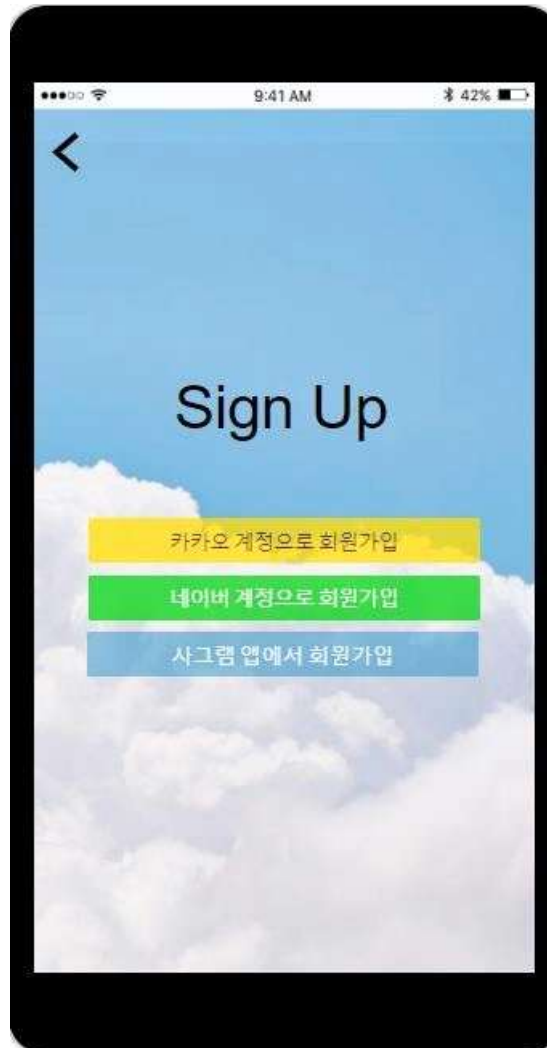 9:41 AM
42%
Sign Up
카카오 계정으로 회원가입
네이버 계정으로 회원가입
사그램 앱에서 회원가입